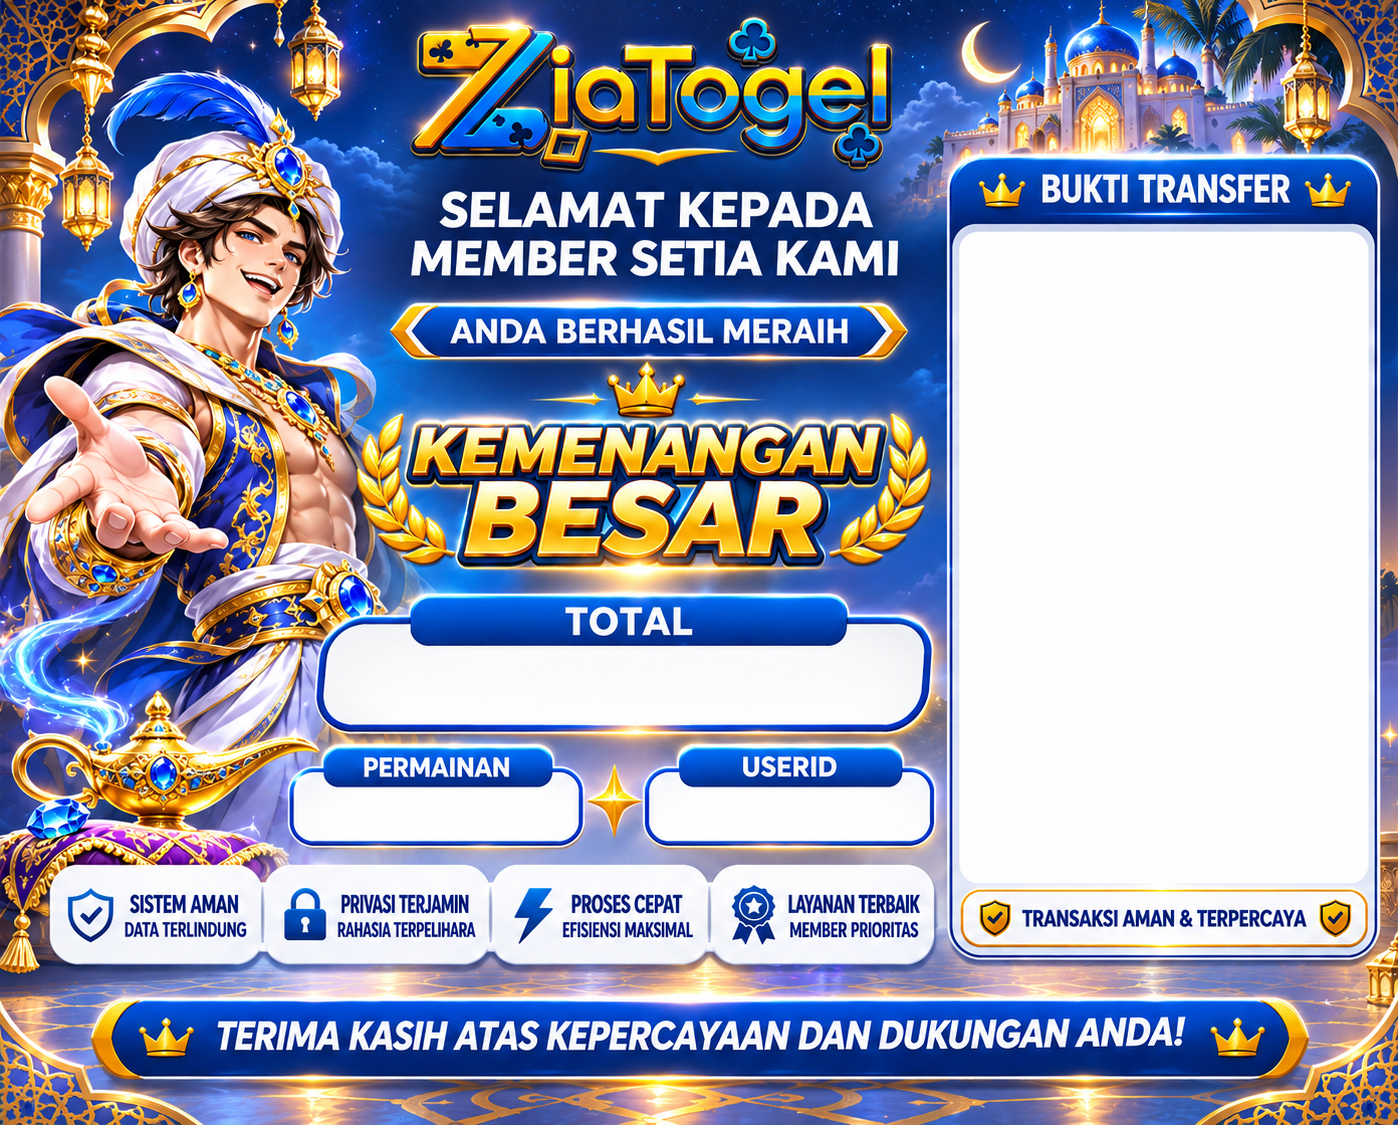 ZiaTogel
SELAMAT KEPADA
MEMBER SETIA KAMI
ANDA BERHASIL MERAIH
KEMENANGAN
BESAR
TOTAL
PERMAINAN
USERID
BUKTI TRANSFER
TRANSAKSI AMAN & TERPERCAYA
SISTEM AMAN
DATA TERLINDUNG
PRIVASI TERJAMIN
RAHASIA TERPELIHARA
PROSES CEPAT
EFISIENSI MAKSIMAL
LAYANAN TERBAIK
MEMBER PRIORITAS
TERIMA KASIH ATAS KEPERCAYAAN DAN DUKUNGAN ANDA!